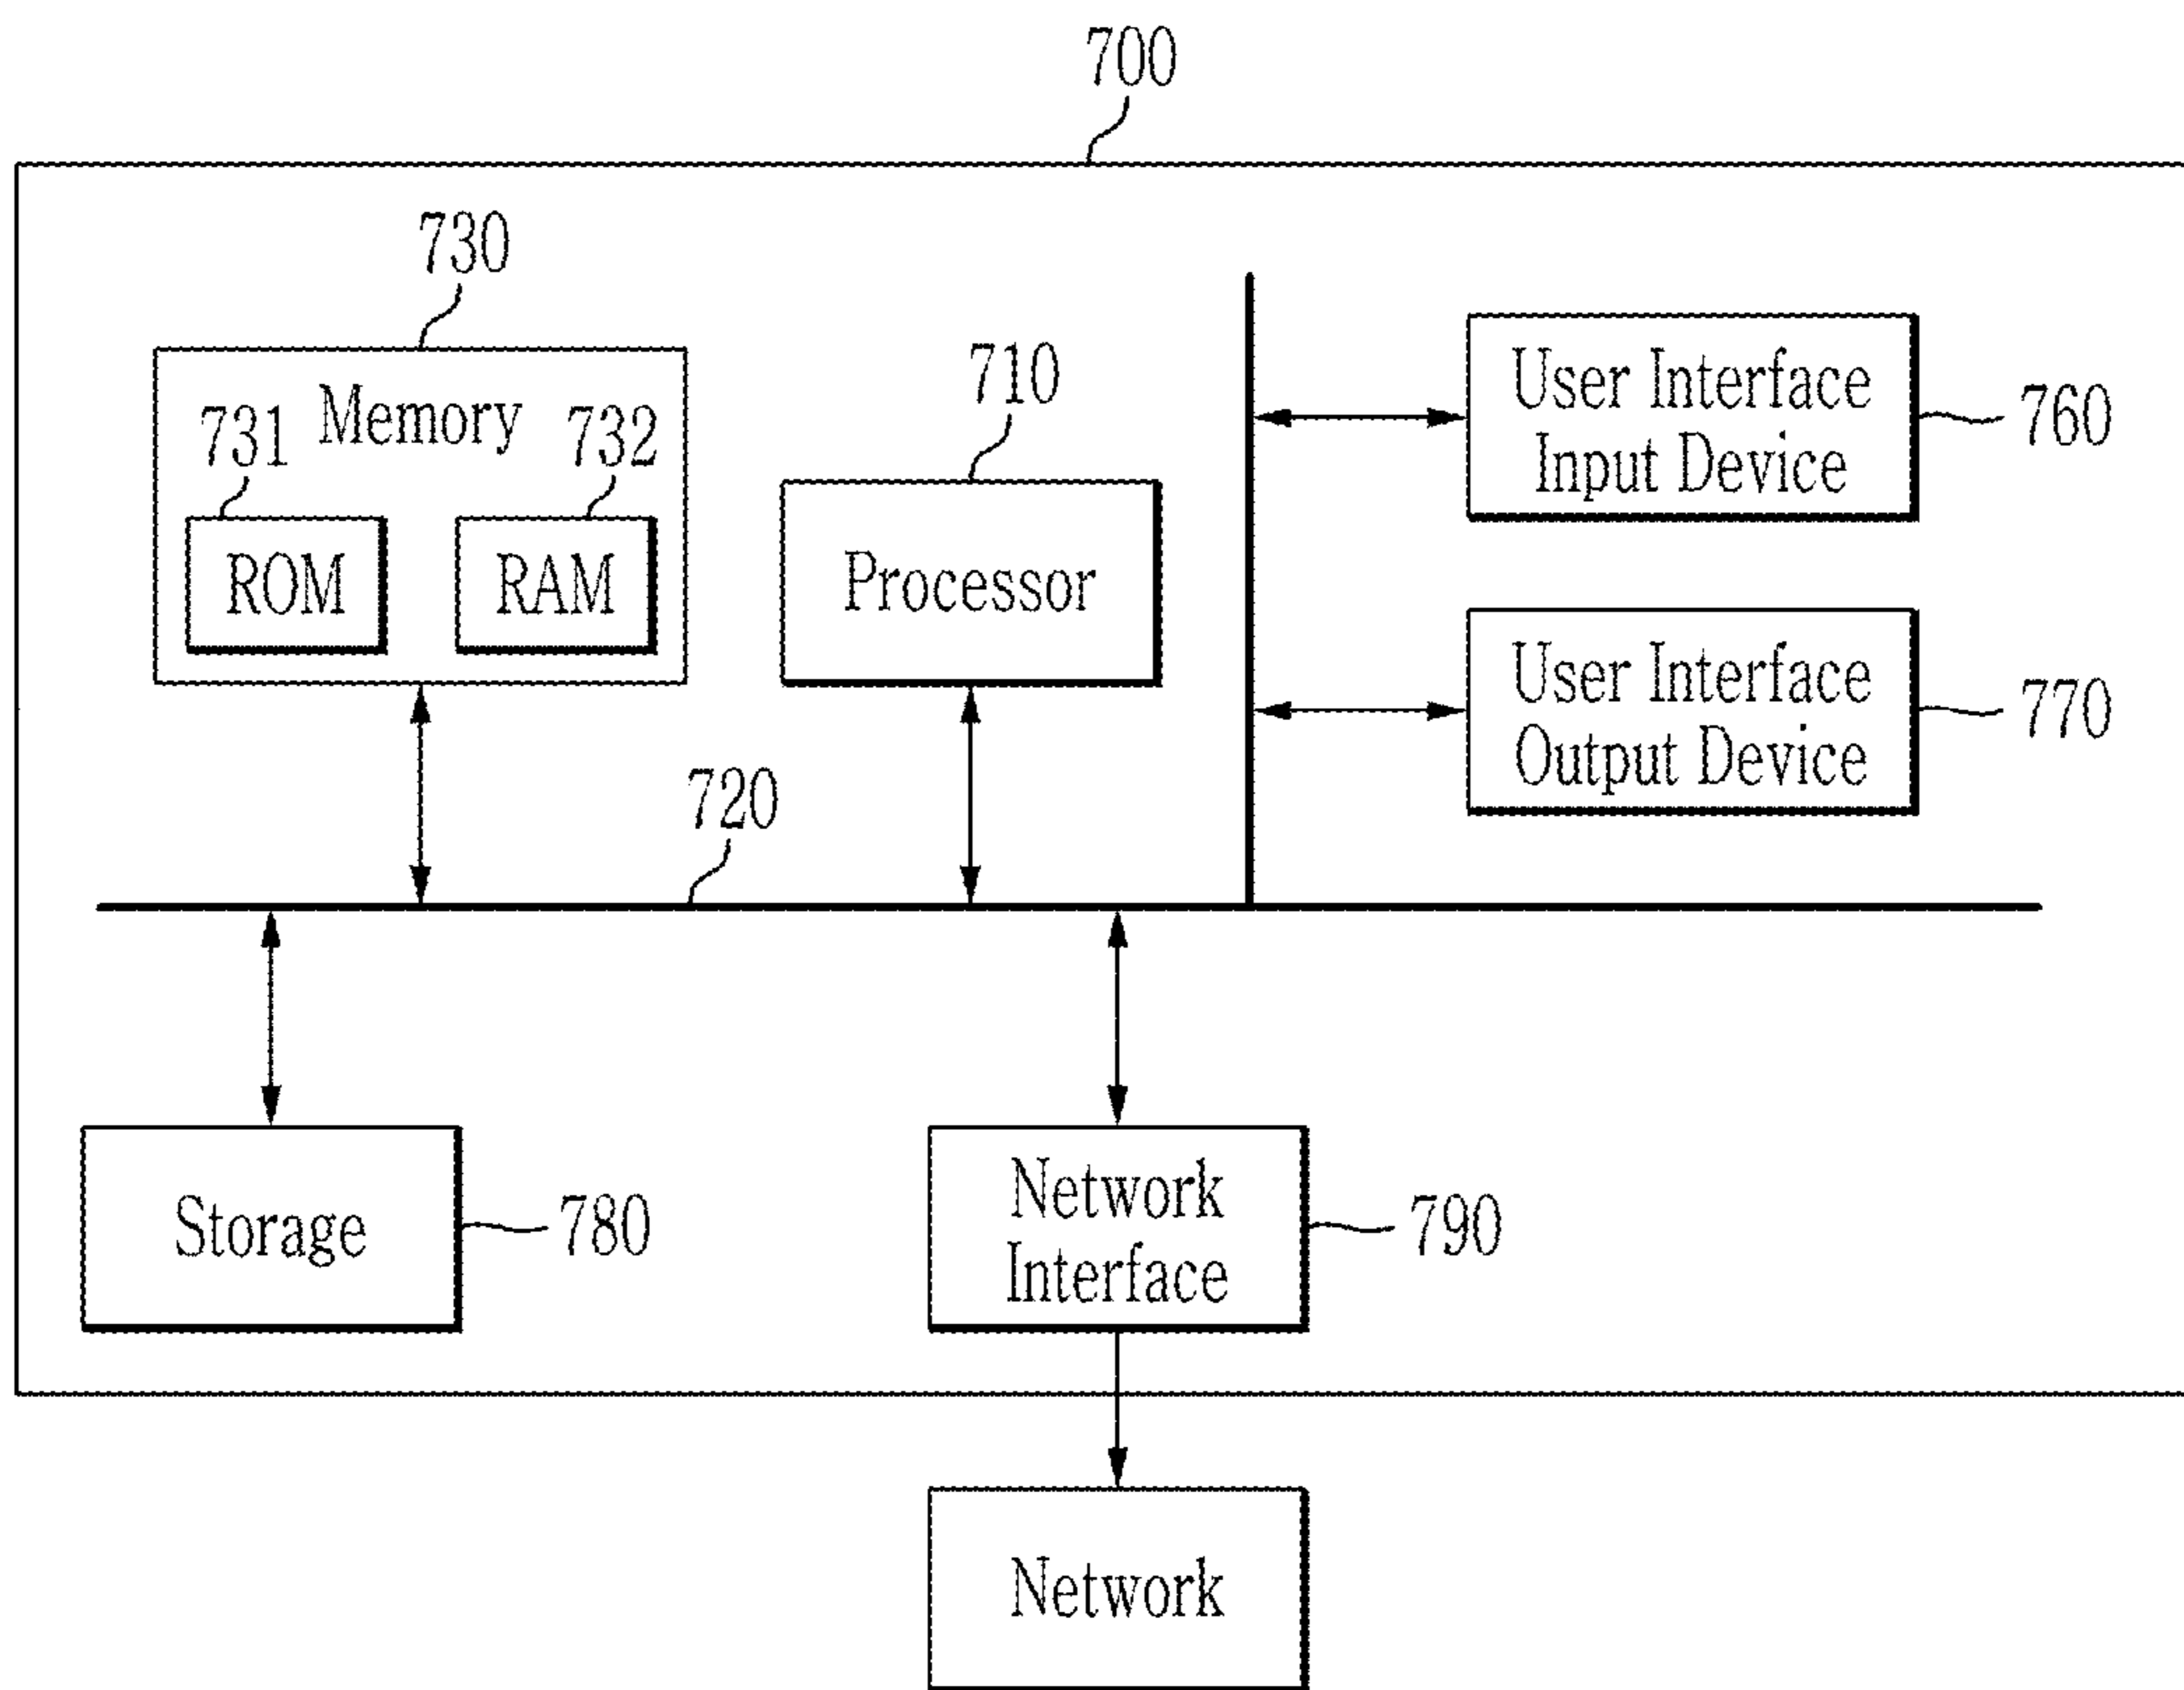 700
730
Memory
731
732
ROM
RAM
710
Processor
User Interface
Input Device
760
User Interface
Output Device
770
720
Storage
780
Network
Interface
790
Network